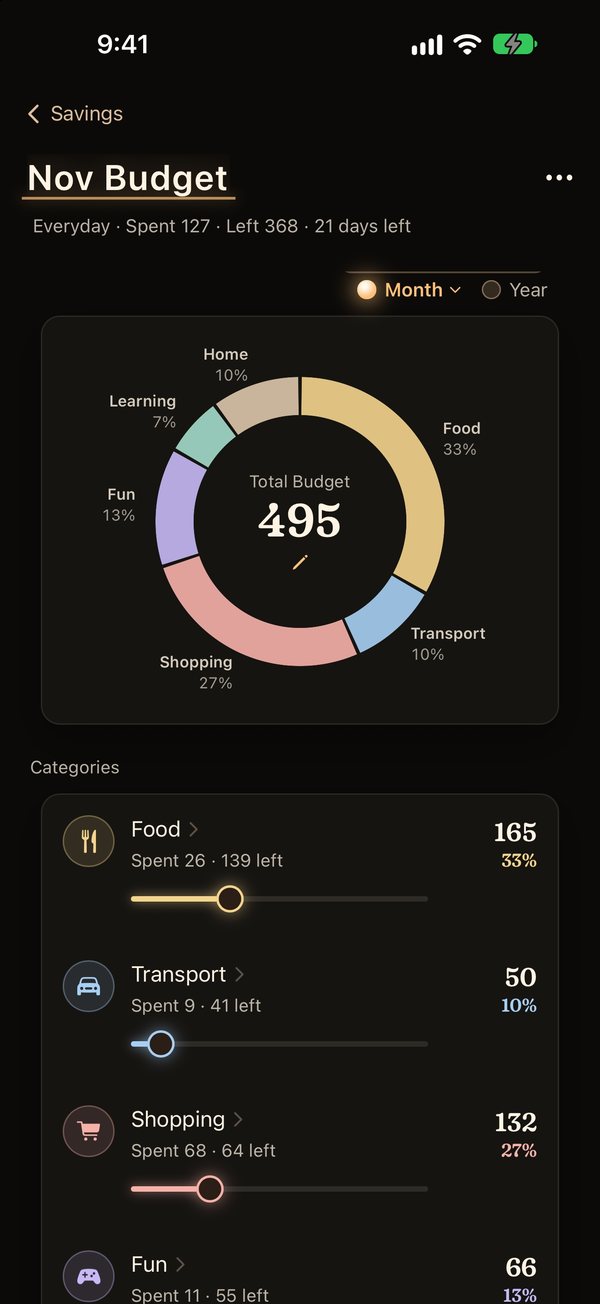 9:41
Savings
Nov Budget
Everyday · Spent 127 · Left 368 · 21 days left
Month Year
Home
10%
Learning
7%
Food
33%
Fun
13%
Total Budget
495
Transport
10%
Shopping
27%
Categories
Food 165
Spent 26 · 139 left 33%
Transport 50
Spent 9 · 41 left 10%
Shopping 132
Spent 68 · 64 left 27%
Fun 66
Spent 11 · 55 left 13%